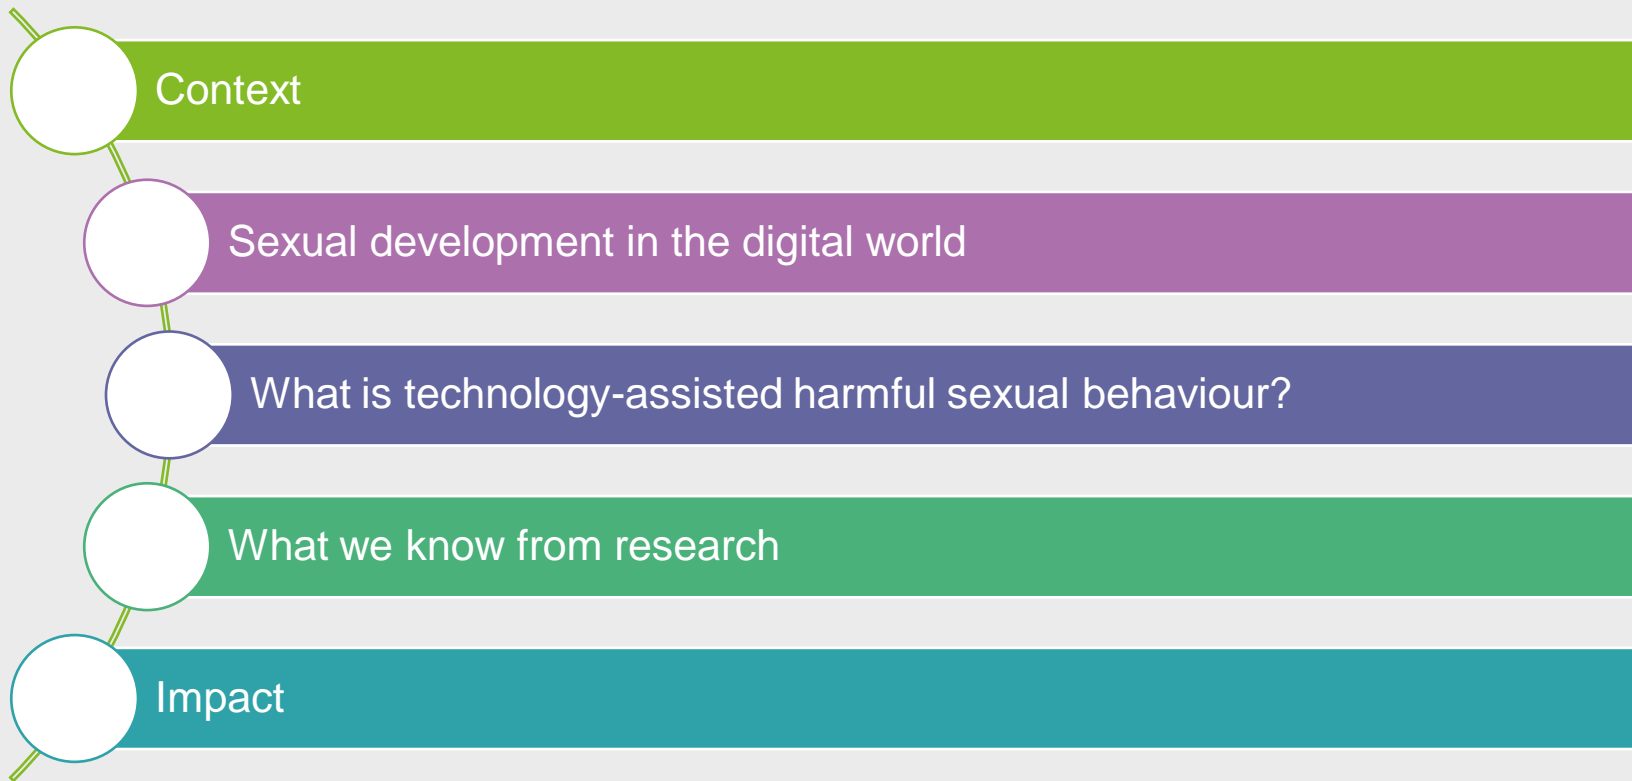 Context
Sexual development in the digital world
What is technology-assisted harmful sexual behaviour?
What we know from research
Impact